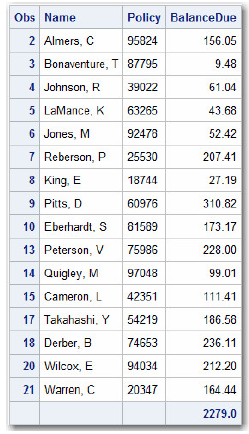 Obs Name Policy BalanceDue
2 Almers, C 95824 156.05
3 Bonaventure, T 87795 9.48
4 Johnson, R 39022 61.04
5 LaMance, K 63265 43.68
6 Jones, M 92478 52.42
7 Reberson, P 25530 207.41
8 King, E 18744 27.19
9 Pitts, D 60976 310.82
10 Eberhardt, S 81589 173.17
13 Peterson, V 75986 228.00
14 Quigley, M 97048 99.01
15 Cameron, L 42351 111.41
17 Takahashi, Y 54219 186.58
18 Derber, B 74653 236.11
20 Wilcox, E 94034 212.20
21 Warren, C 20347 164.44
2279.0